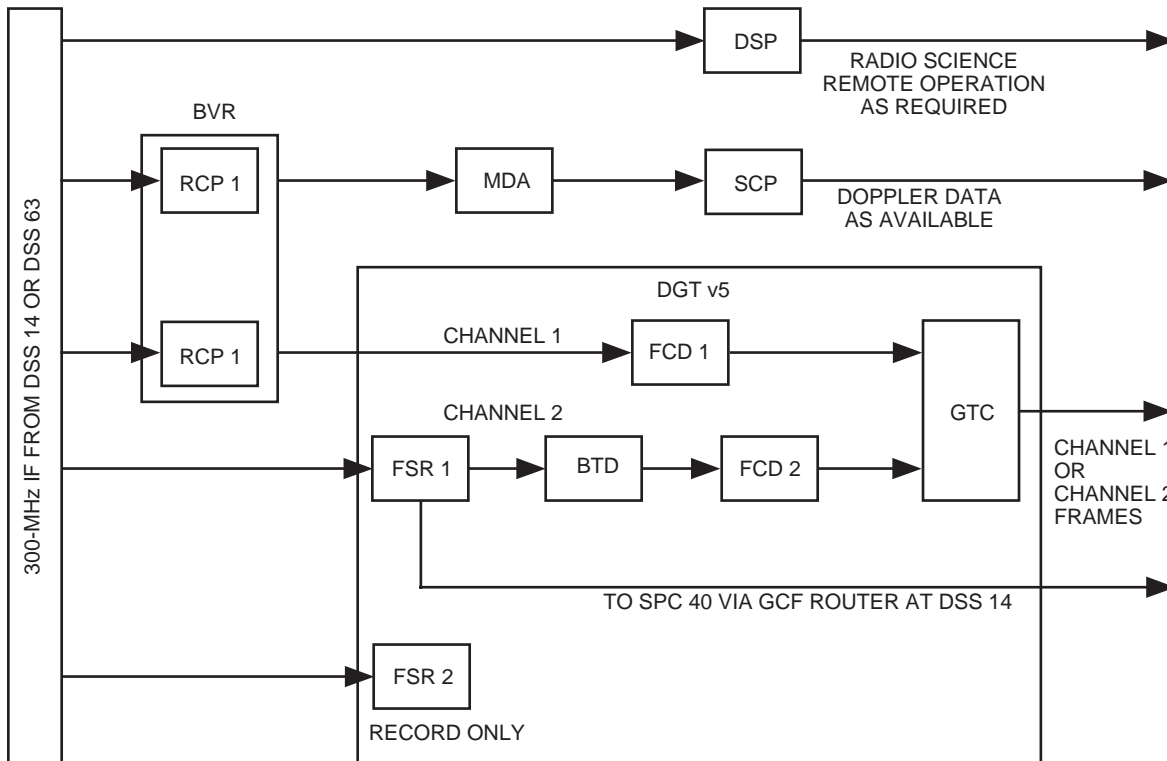 DSP
RADIO SCIENCE
REMOTE OPERATION
AS REQUIRED
BVR
RCP 1
MDA
SCP
DOPPLER DATA
AS AVAILABLE
300-MHz IF FROM DSS 14 OR DSS 63
DGT v5
RCP 1
CHANNEL 1
FCD 1
GTC
CHANNEL 2
FSR 1
BTD
FCD 2
CHANNEL 1
OR
CHANNEL 2
FRAMES
TO SPC 40 VIA GCF ROUTER AT DSS 14
FSR 2
RECORD ONLY